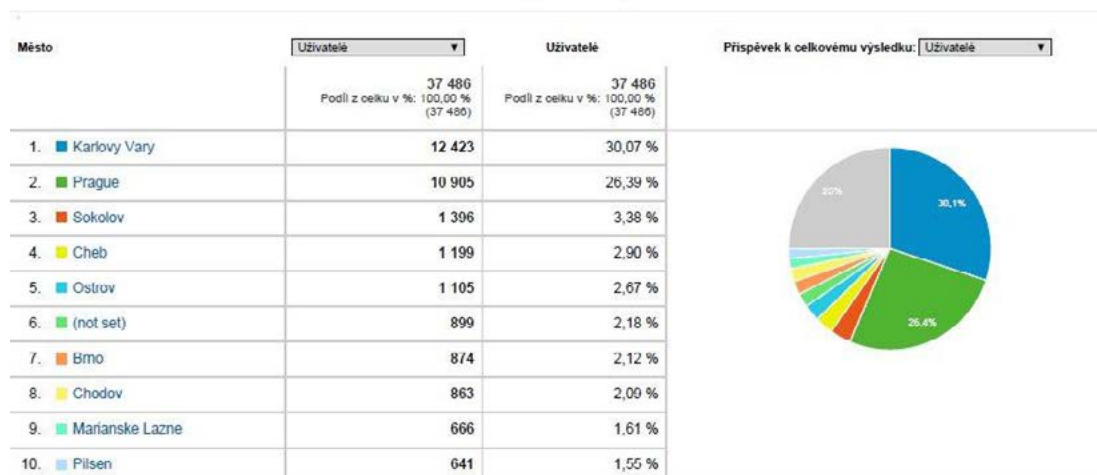 Město Uživatelé ▼ Uživatelé Příspěvek k celkovému výsledku: Uživatelé ▼
37 486 37 486
Podíl z celku v %: 100,00 % Podíl z celku v %: 100,00 %
(37 486) (37 486)
1. Karlovy Vary 12 423 30,07 %
2. Prague 10 905 26,39 %
3. Sokolov 1 396 3,38 %
4. Cheb 1 199 2,90 %
5. Ostrov 1 105 2,67 %
6. (not set) 899 2,18 %
7. Brno 874 2,12 %
8. Chodov 863 2,09 %
9. Marianske Lazne 666 1,61 %
10. Pilsen 641 1,55 %
30,1%
26,4%